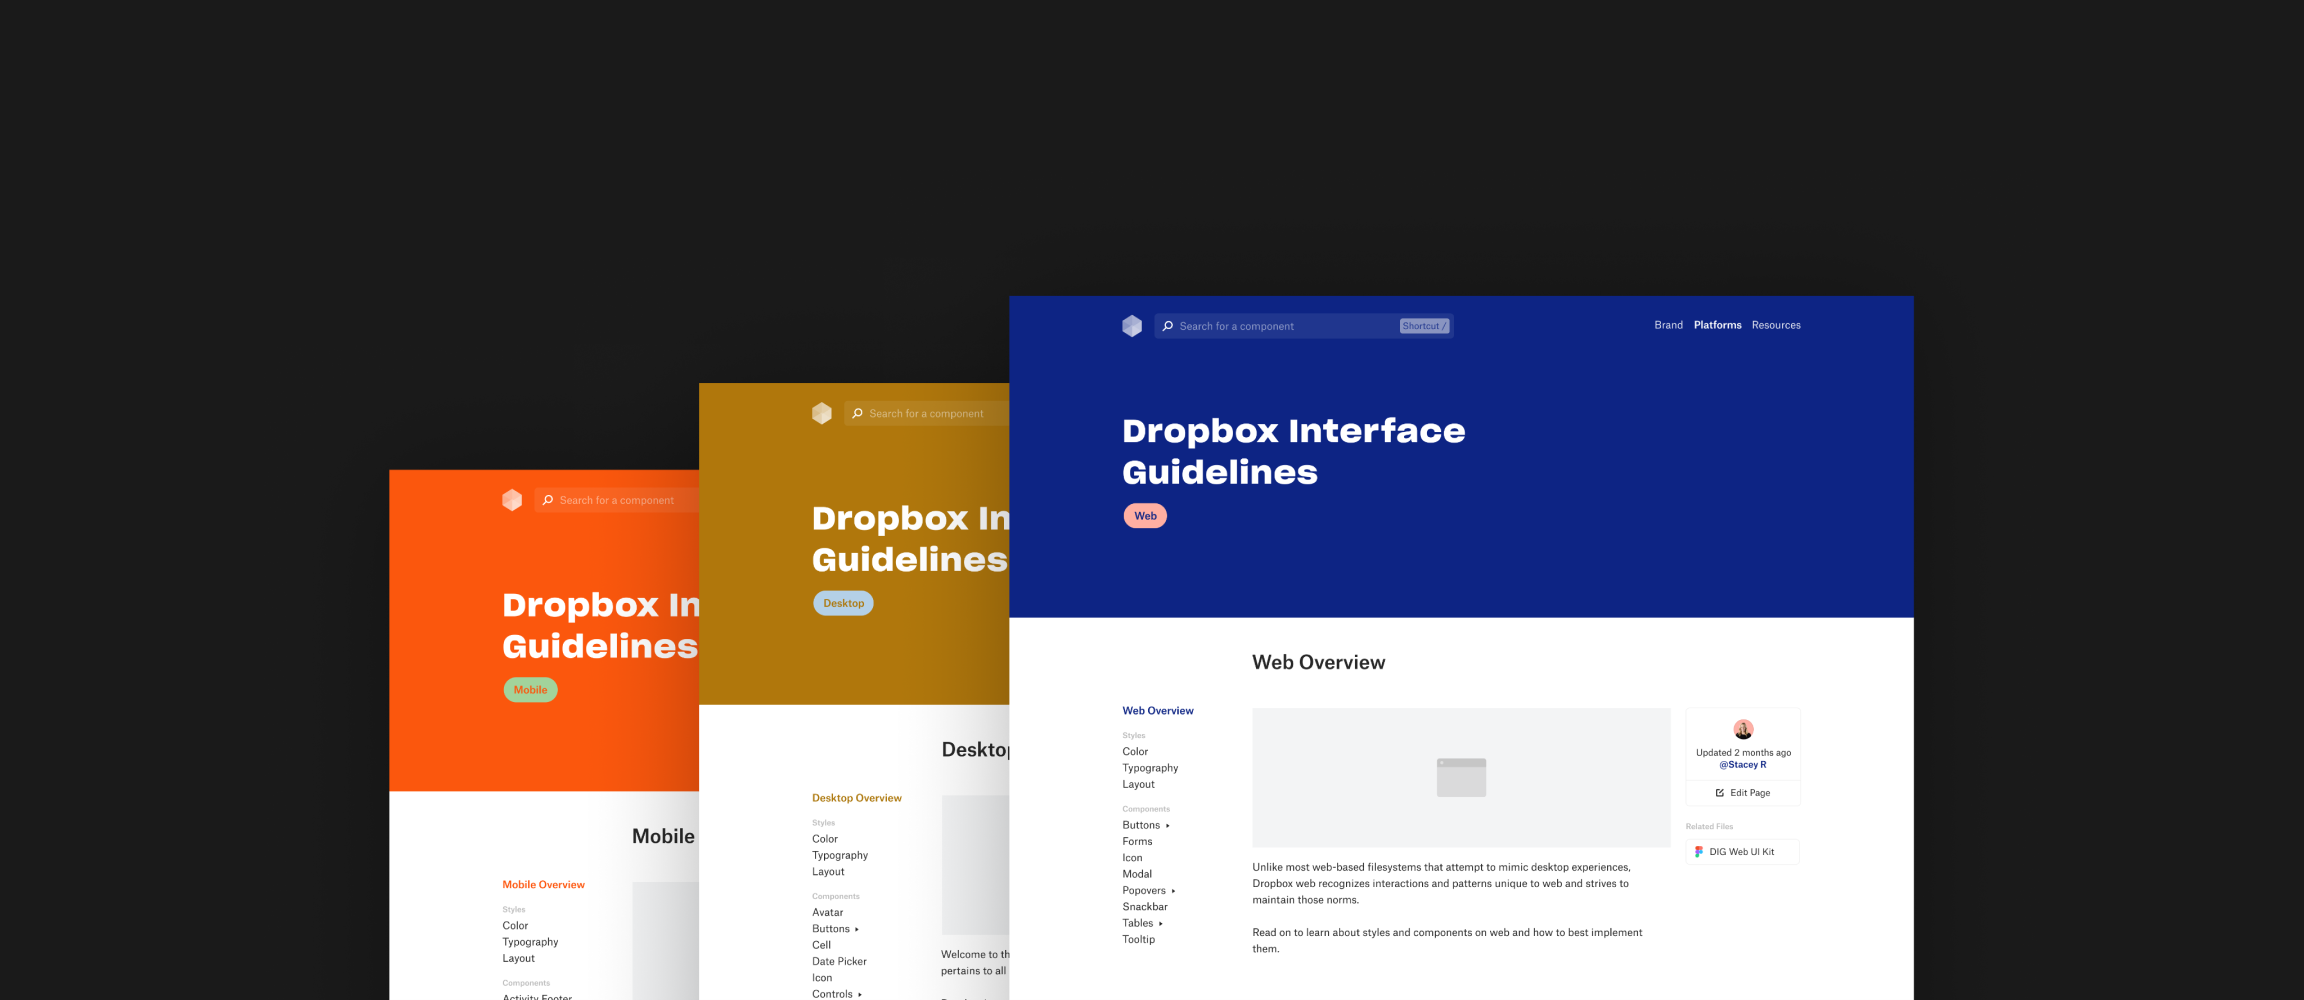 Search for a component
Shortcut /
Brand
Platforms
Resources
Dropbox Interface
Guidelines
Web
Web Overview
Web Overview
Styles
Color
Typography
Layout
Components
Buttons
Forms
Icon
Modal
Popovers
Snackbar
Tables
Tooltip
Unlike most web-based filesystems that attempt to mimic desktop experiences,
Dropbox web recognizes interactions and patterns unique to web and strives to
maintain those norms.
Read on to learn about styles and components on web and how to best implement
them.
Updated 2 months ago
@Stacey R
Edit Page
Related Files
DIG Web UI Kit
Search for a component
Dropbox In
Guidelines
Desktop
Desktop
Desktop Overview
Styles
Color
Typography
Layout
Components
Avatar
Buttons
Cell
Date Picker
Icon
Controls
Welcome to th
pertains to all
Search for a component
Dropbox In
Guidelines
Mobile
Mobile
Mobile Overview
Styles
Color
Typography
Layout
Components
Activity Footer